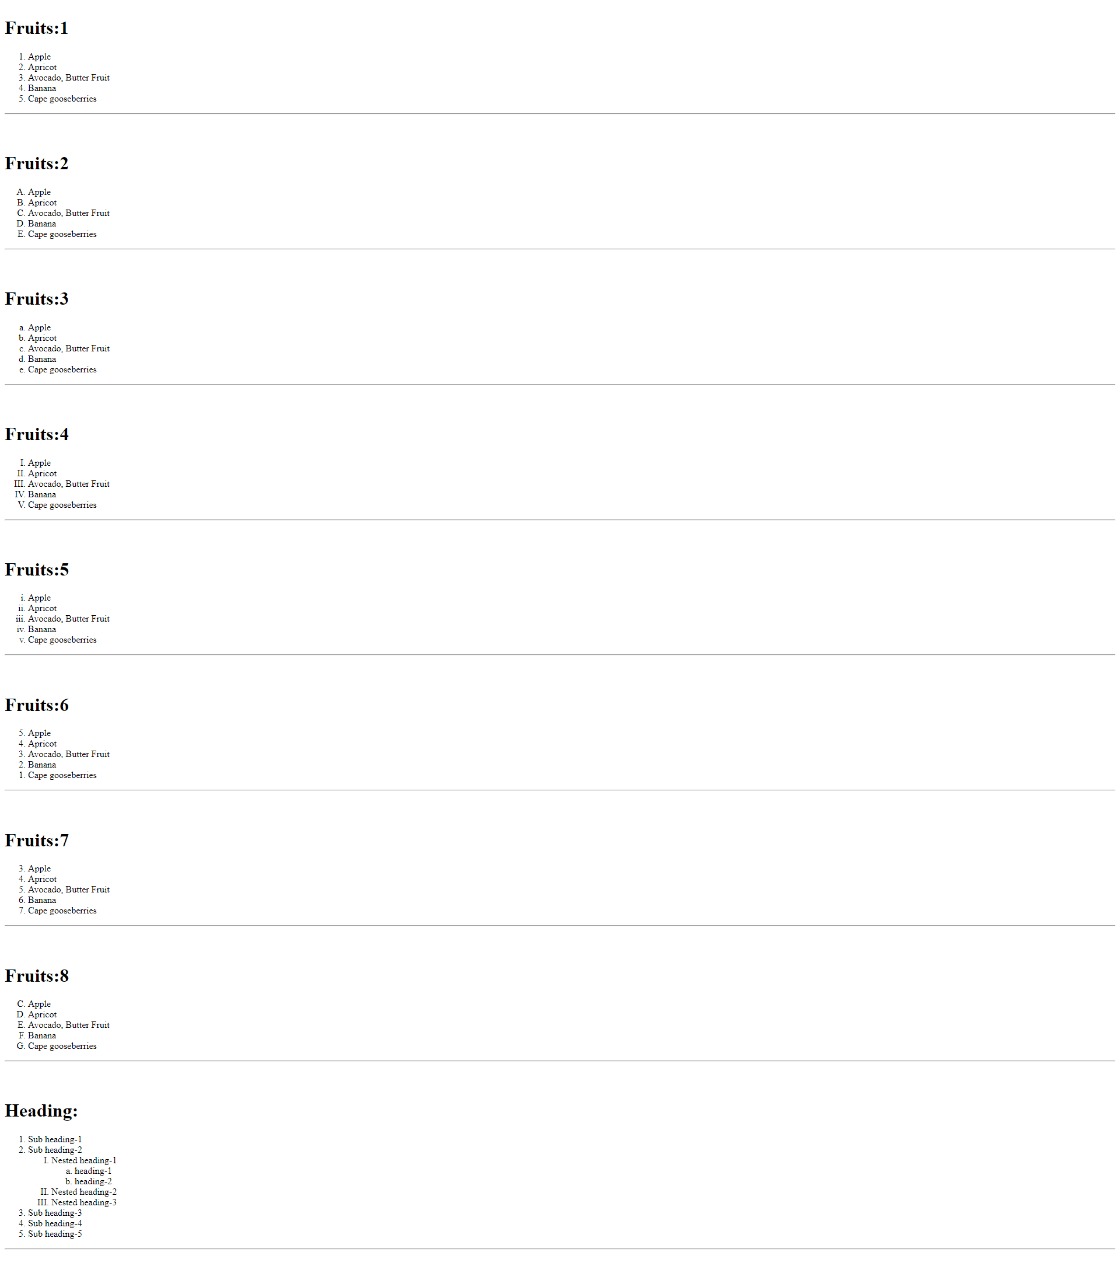 Fruits:1
1. Apple
2. Apricot
3. Avocado, Butter Fruit
4. Banana
5. Cape gooseberries
Fruits:2
A. Apple
B. Apricot
C. Avocado, Butter Fruit
D. Banana
E. Cape gooseberries
Fruits:3
a. Apple
b. Apricot
c. Avocado, Butter Fruit
d. Banana
e. Cape gooseberries
Fruits:4
I. Apple
II. Apricot
III. Avocado, Butter Fruit
IV. Banana
V. Cape gooseberries
Fruits:5
i. Apple
ii. Apricot
iii. Avocado, Butter Fruit
iv. Banana
v. Cape gooseberries
Fruits:6
5. Apple
4. Apricot
3. Avocado, Butter Fruit
2. Banana
1. Cape gooseberries
Fruits:7
3. Apple
4. Apricot
5. Avocado, Butter Fruit
6. Banana
7. Cape gooseberries
Fruits:8
C. Apple
D. Apricot
E. Avocado, Butter Fruit
F. Banana
G. Cape gooseberries
Heading:
1. Sub heading-1
2. Sub heading-2
I. Nested heading-1
a. heading-1
b. heading-2
II. Nested heading-2
III. Nested heading-3
3. Sub heading-3
4. Sub heading-4
5. Sub heading-5